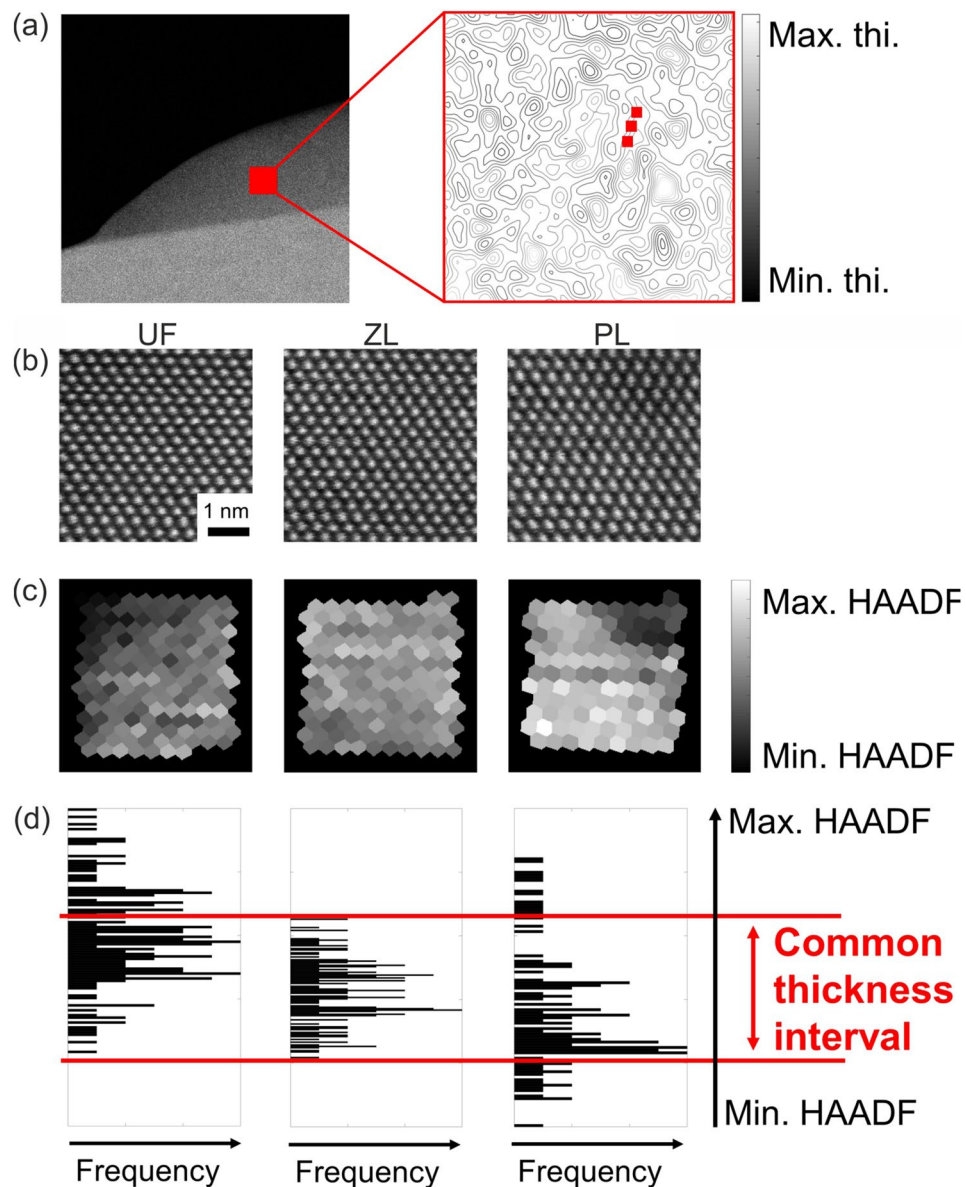 (a)
Max. thi.
Min. thi.
UF ZL PL
(b)
1 nm
(c)
Max. HAADF
Min. HAADF
(d)
Max. HAADF
Common
thickness
interval
Min. HAADF
Frequency Frequency Frequency